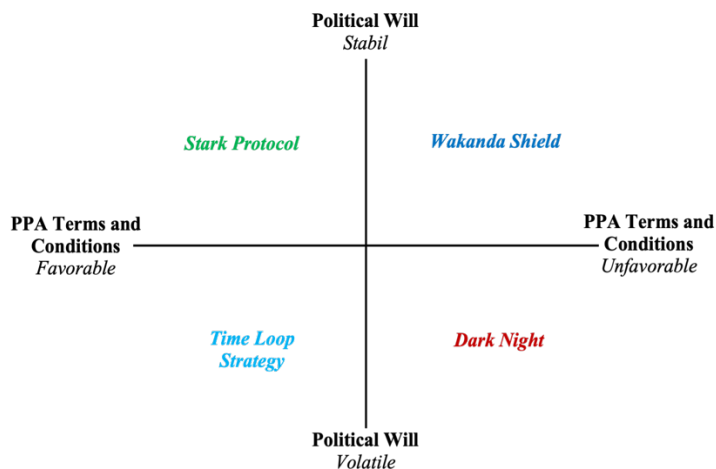 Political Will
Stabil
Stark Protocol
Wakanda Shield
PPA Terms and
Conditions
Favorable
PPA Terms and
Conditions
Unfavorable
Time Loop
Strategy
Dark Night
Political Will
Volatile